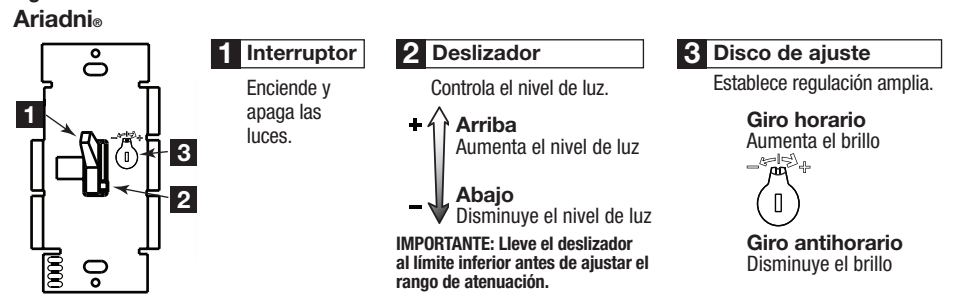 Ariadni®
1
3
2
1 Interruptor
Enciende y
apaga las
luces.
2 Deslizador
Controla el nivel de luz.
+ Arriba
Aumenta el nivel de luz
– Abajo
Disminuye el nivel de luz
IMPORTANTE: Lleve el deslizador
al límite inferior antes de ajustar el
rango de atenuación.
3 Disco de ajuste
Establece regulación amplia.
Giro horario
Aumenta el brillo
– +
Giro antihorario
Disminuye el brillo